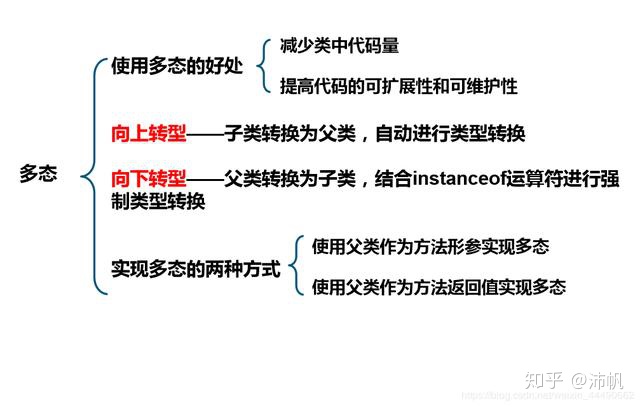 多态
使用多态的好处
减少类中代码量
提高代码的可扩展性和可维护性
向上转型——子类转换为父类，自动进行类型转换
向下转型——父类转换为子类，结合instanceof运算符进行强
制类型转换
实现多态的两种方式
使用父类作为方法形参实现多态
使用父类作为方法返回值实现多态
知乎 @沛帆
https://blog.csdn.net/weixin_44490662